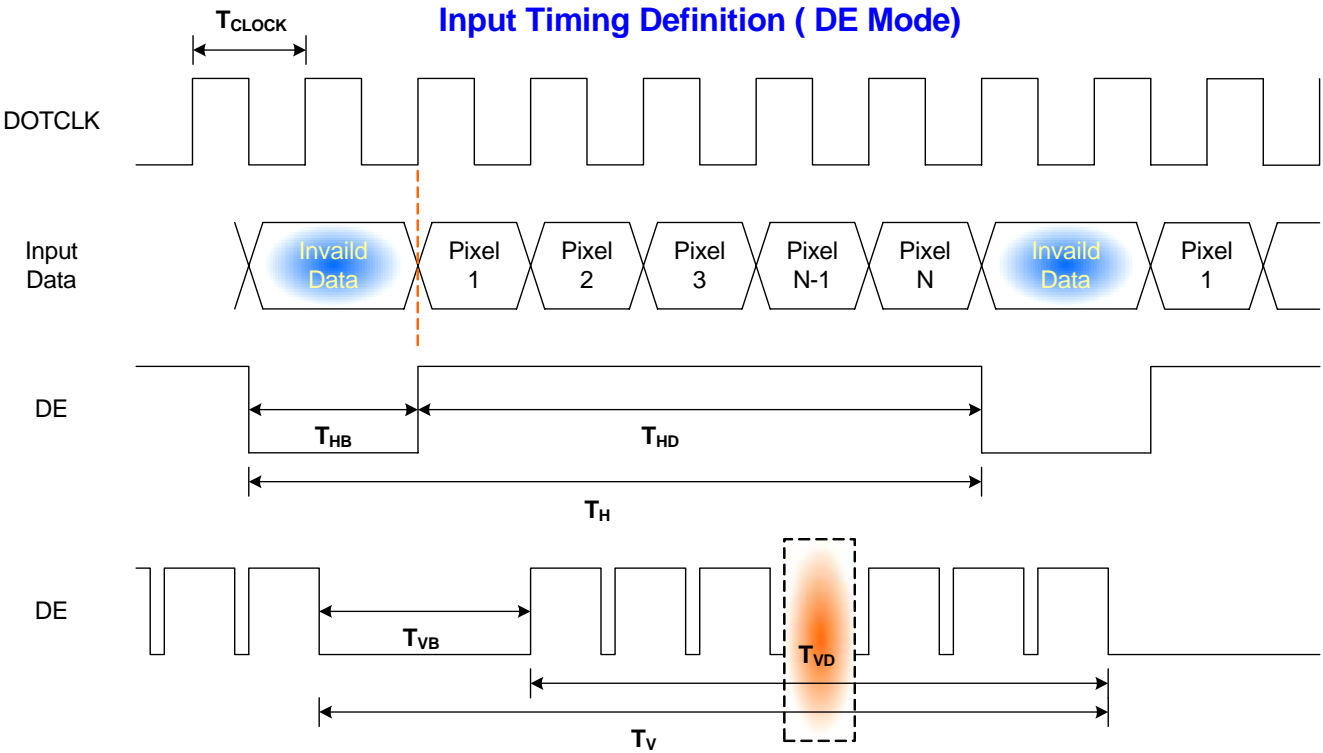 Input Timing Definition ( DE Mode)
TCLOCK
DOTCLK
Input
Data
Invaild
Data
Pixel
1
Pixel
2
Pixel
3
Pixel
N-1
Pixel
N
Invaild
Data
Pixel
1
DE
THB
THD
TH
DE
TVB
TVD
TV